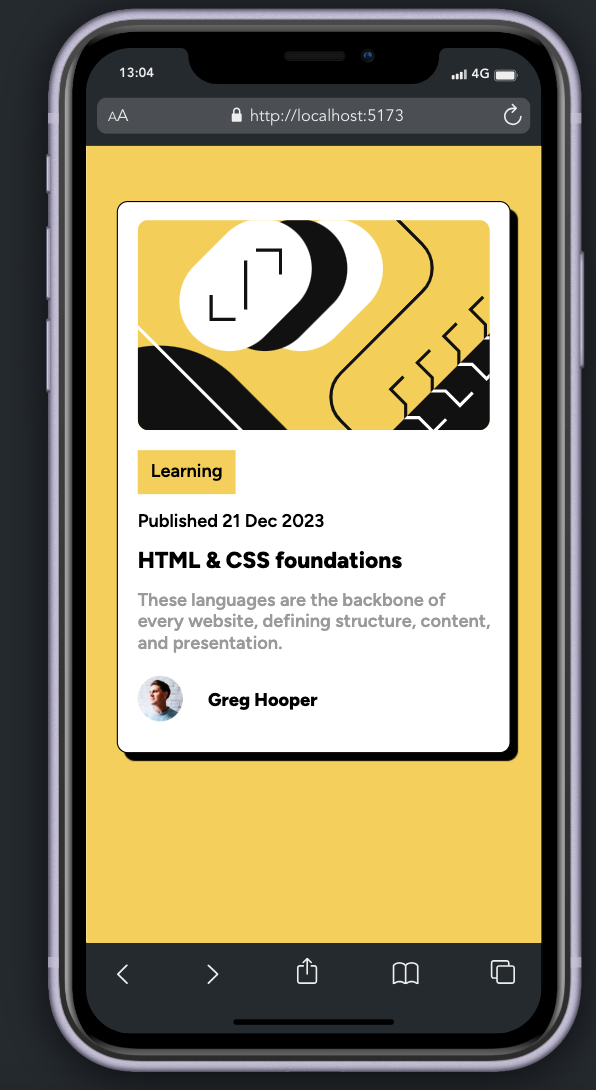 13:04
4G
AA
http://localhost:5173
Learning
Published 21 Dec 2023
HTML & CSS foundations
These languages are the backbone of
every website, defining structure, content,
and presentation.
Greg Hooper